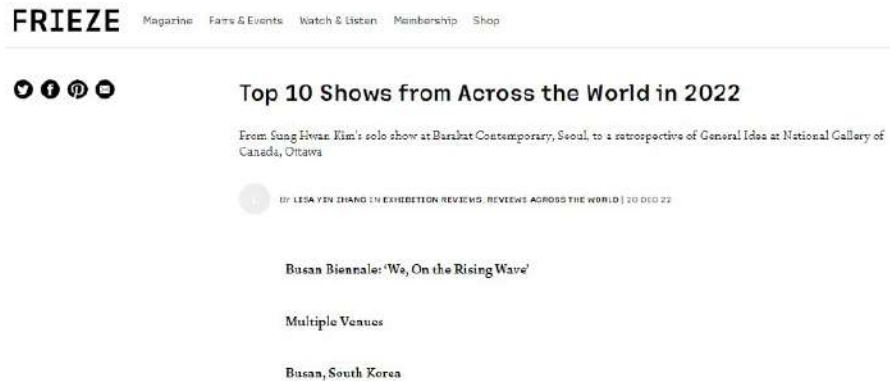 FRIEZE
Magazine Fairs & Events Watch & Listen Membership Shop
Top 10 Shows from Across the World in 2022
From Sung Hwan Kim's solo show at Barakat Contemporary, Seoul, to a retrospective of General Idea at National Gallery of
Canada, Ottawa
BY LISA YIN ZHANG IN EXHIBITION REVIEWS, REVIEWS ACROSS THE WORLD | 20 DEC 22
Busan Biennale: ‘We, On the Rising Wave’
Multiple Venues
Busan, South Korea